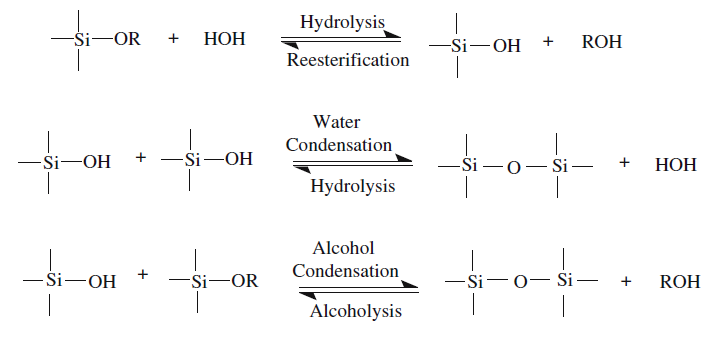 Hydrolysis
Si—OR + HOH Si—OH + ROH
Reesterification
Water
Condensation
Si—OH + Si—OH Si—O—Si + HOH
Hydrolysis
Alcohol
Condensation
Si—OH + Si—OR Si—O—Si + ROH
Alcoholysis